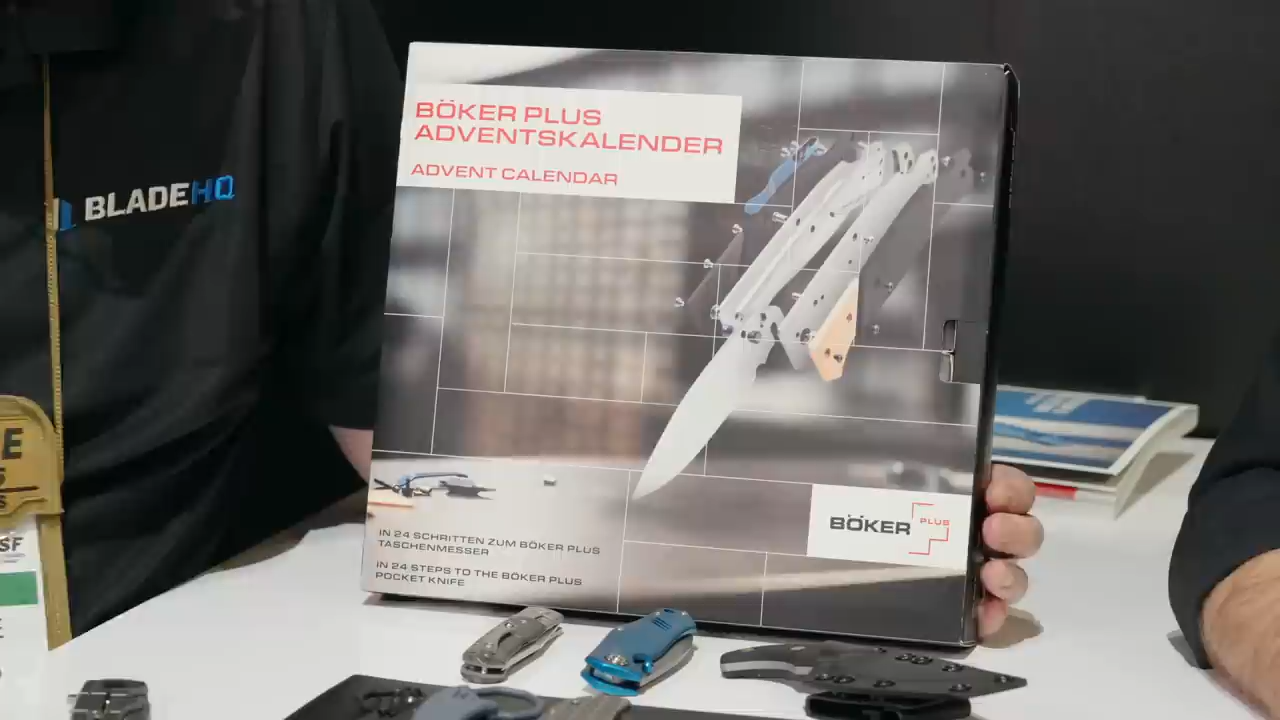 BLADEHQ
BÖKER PLUS
ADVENTSKALENDER
ADVENT CALENDAR
IN 24 SCHRITTEN ZUM BÖKER PLUS
TASCHENMESSER
IN 24 STEPS TO THE BÖKER PLUS
POCKET KNIFE
BÖKER PLUS